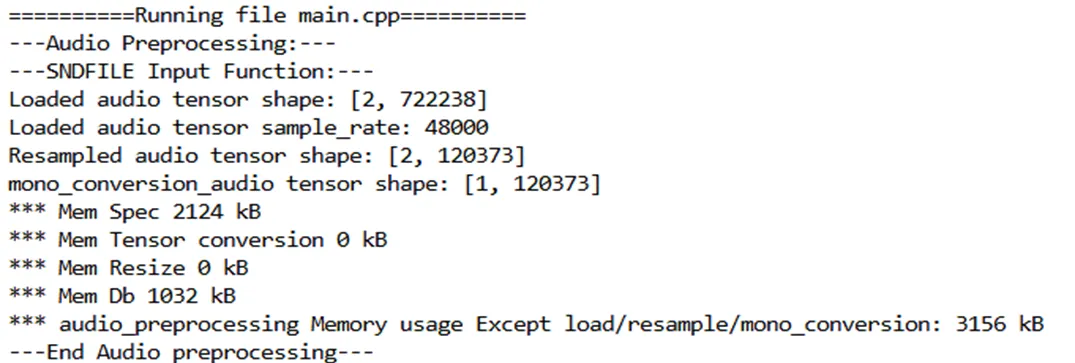 ==========Running file main.cpp==========
---Audio Preprocessing:---
---SNDFILE Input Function:---
Loaded audio tensor shape: [2, 722238]
Loaded audio tensor sample_rate: 48000
Resampled audio tensor shape: [2, 120373]
mono_conversion_audio tensor shape: [1, 120373]
*** Mem Spec 2124 kB
*** Mem Tensor conversion 0 kB
*** Mem Resize 0 kB
*** Mem Db 1032 kB
*** audio_preprocessing Memory usage Except load/resample/mono_conversion: 3156 kB
---End Audio preprocessing---